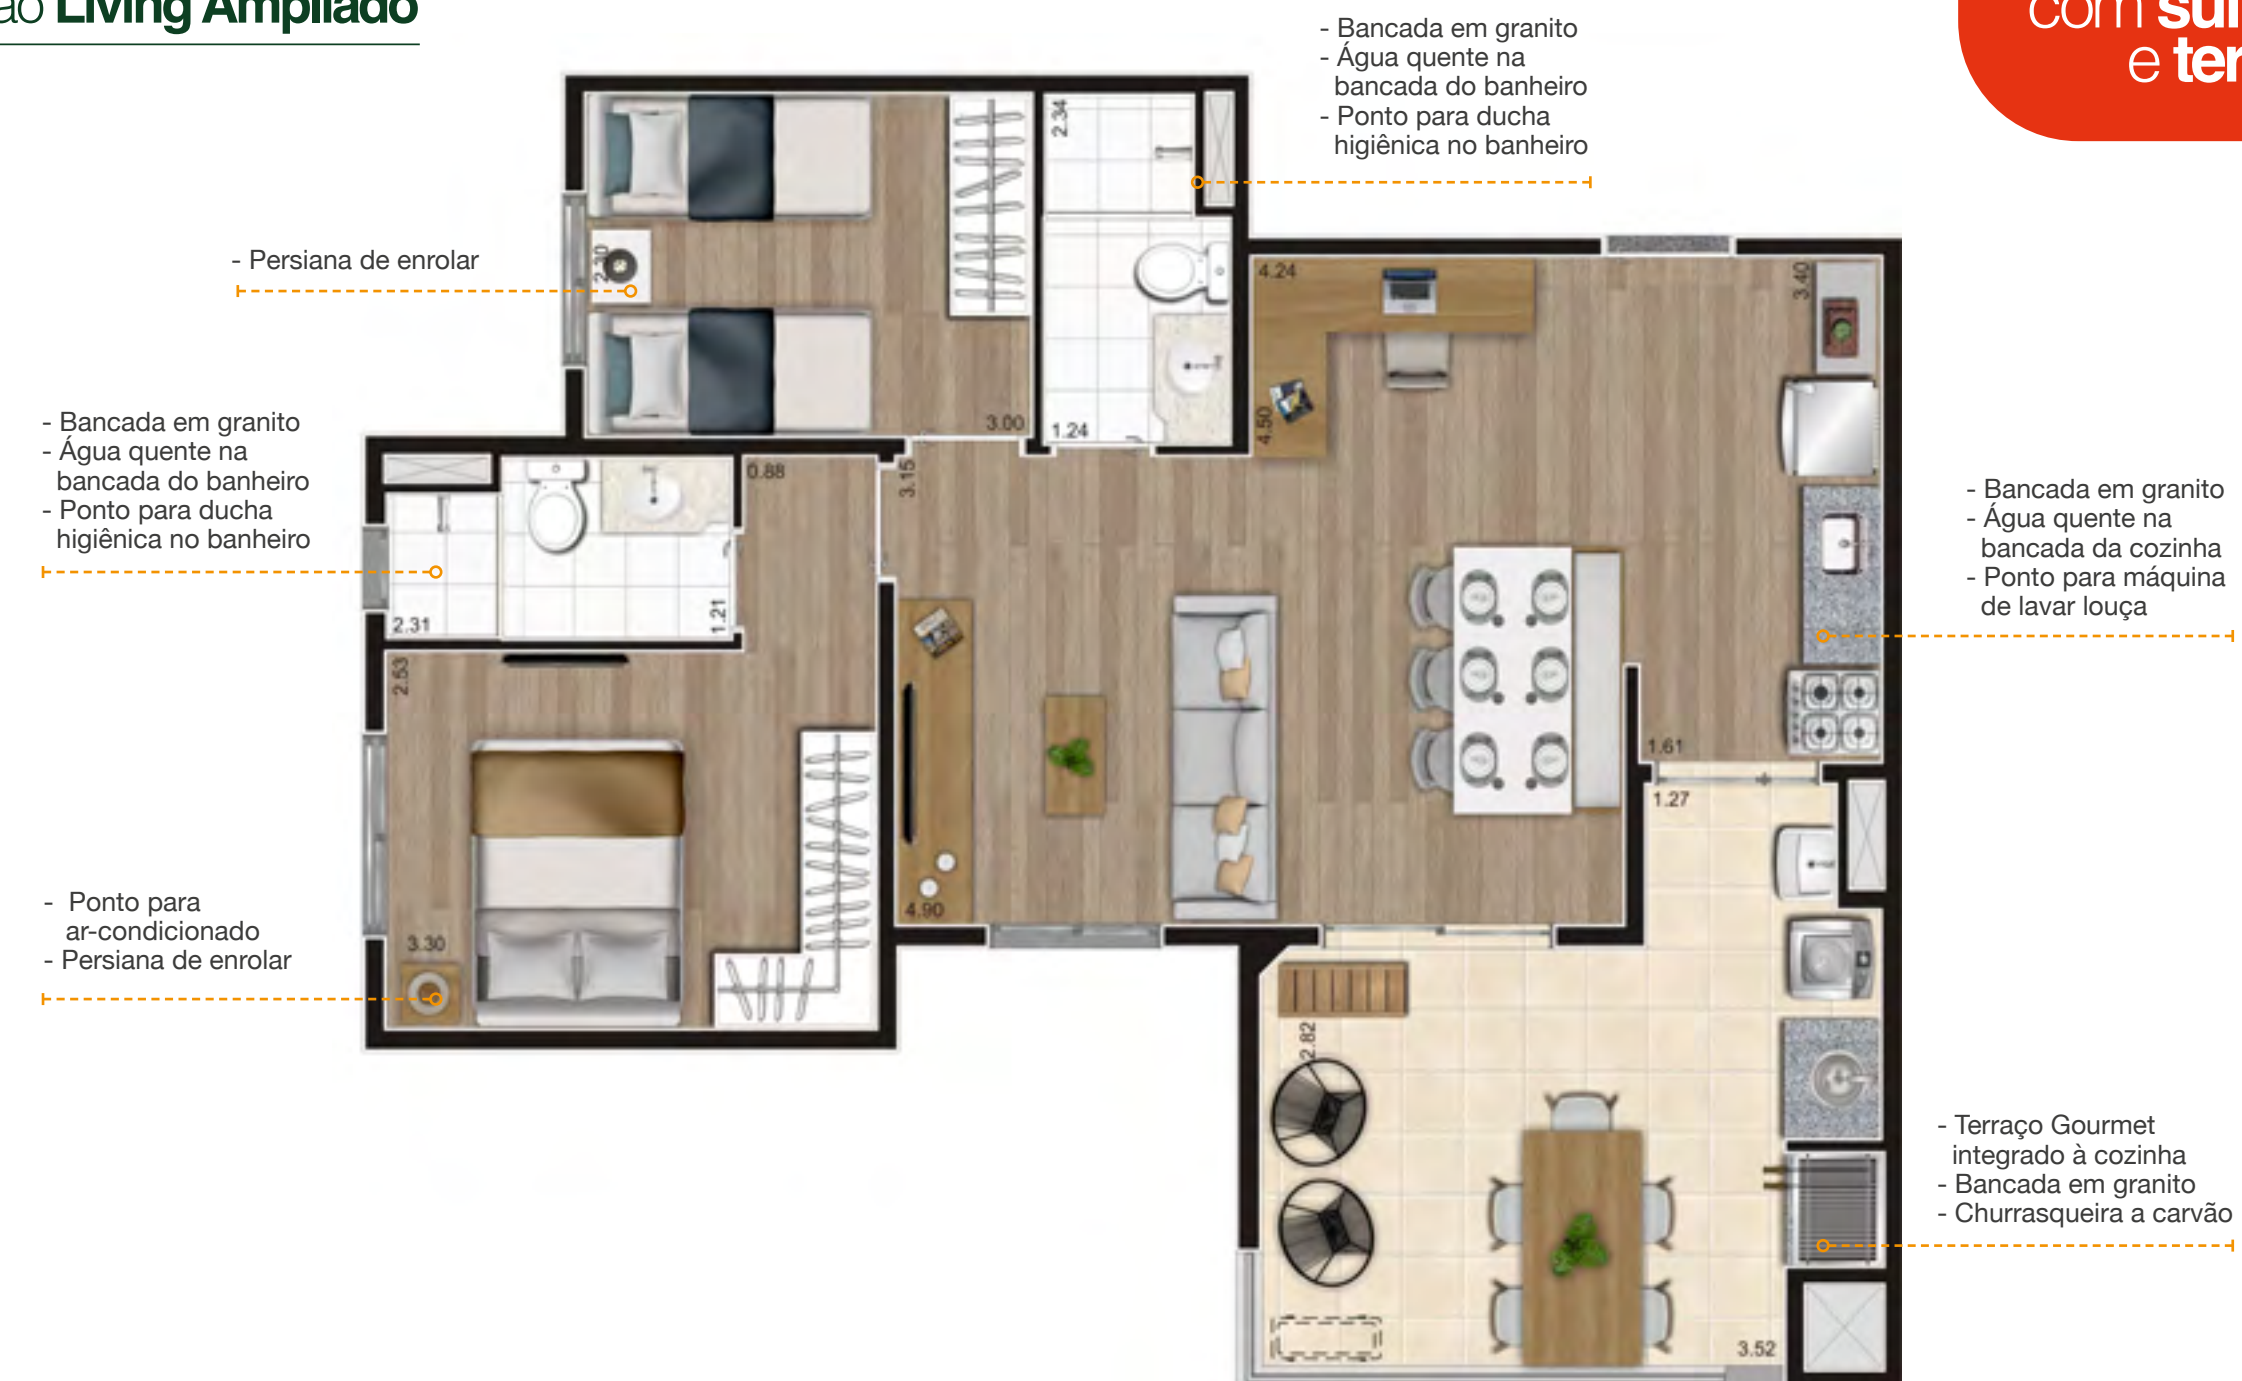 ão Living Ampliado
com
e
- Bancada em granito
- Água quente na
bancada do banheiro
- Ponto para ducha
higiênica no banheiro
- Persiana de enrolar
- Bancada em granito
- Água quente na
bancada do banheiro
- Ponto para ducha
higiênica no banheiro
- Ponto para
ar-condicionado
- Persiana de enrolar
- Bancada em granito
- Água quente na
bancada da cozinha
- Ponto para máquina
de lavar louça
- Terraço Gourmet
integrado à cozinha
- Bancada em granito
- Churrasqueira a carvão
2.34
2.30
3.00
1.24
4.24
3.40
4.50
0.88
3.15
2.31
1.21
2.53
3.30
4.90
1.61
1.27
2.82
3.52